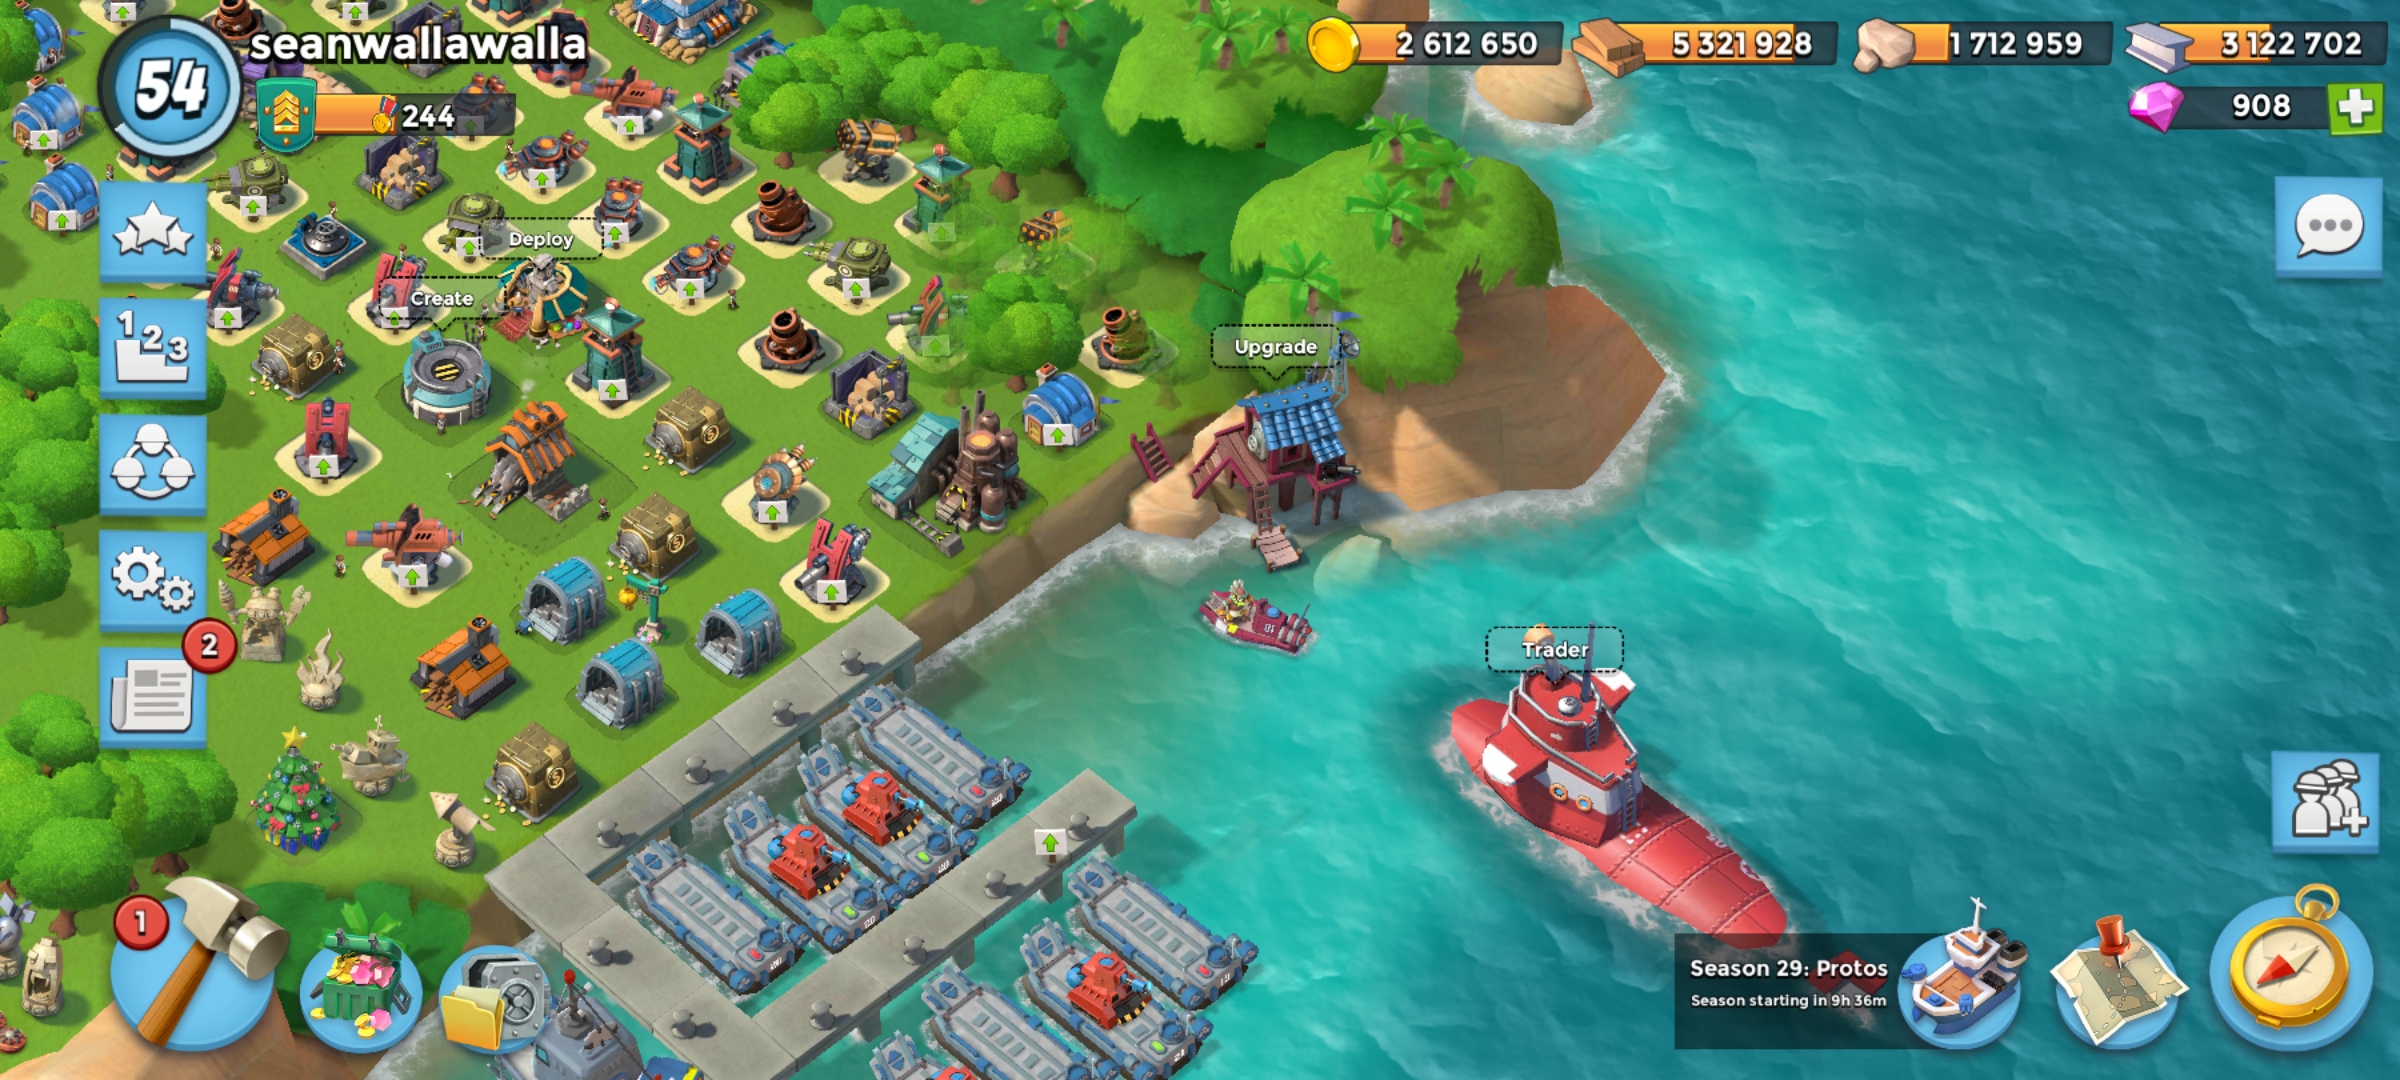 54
seanwallawalla
244
2 612 650
5 321 928
1 712 959
3 122 702
908
Deploy
Create
Upgrade
123
Trader
2
1
Season 29: Protos
Season starting in 9h 36m